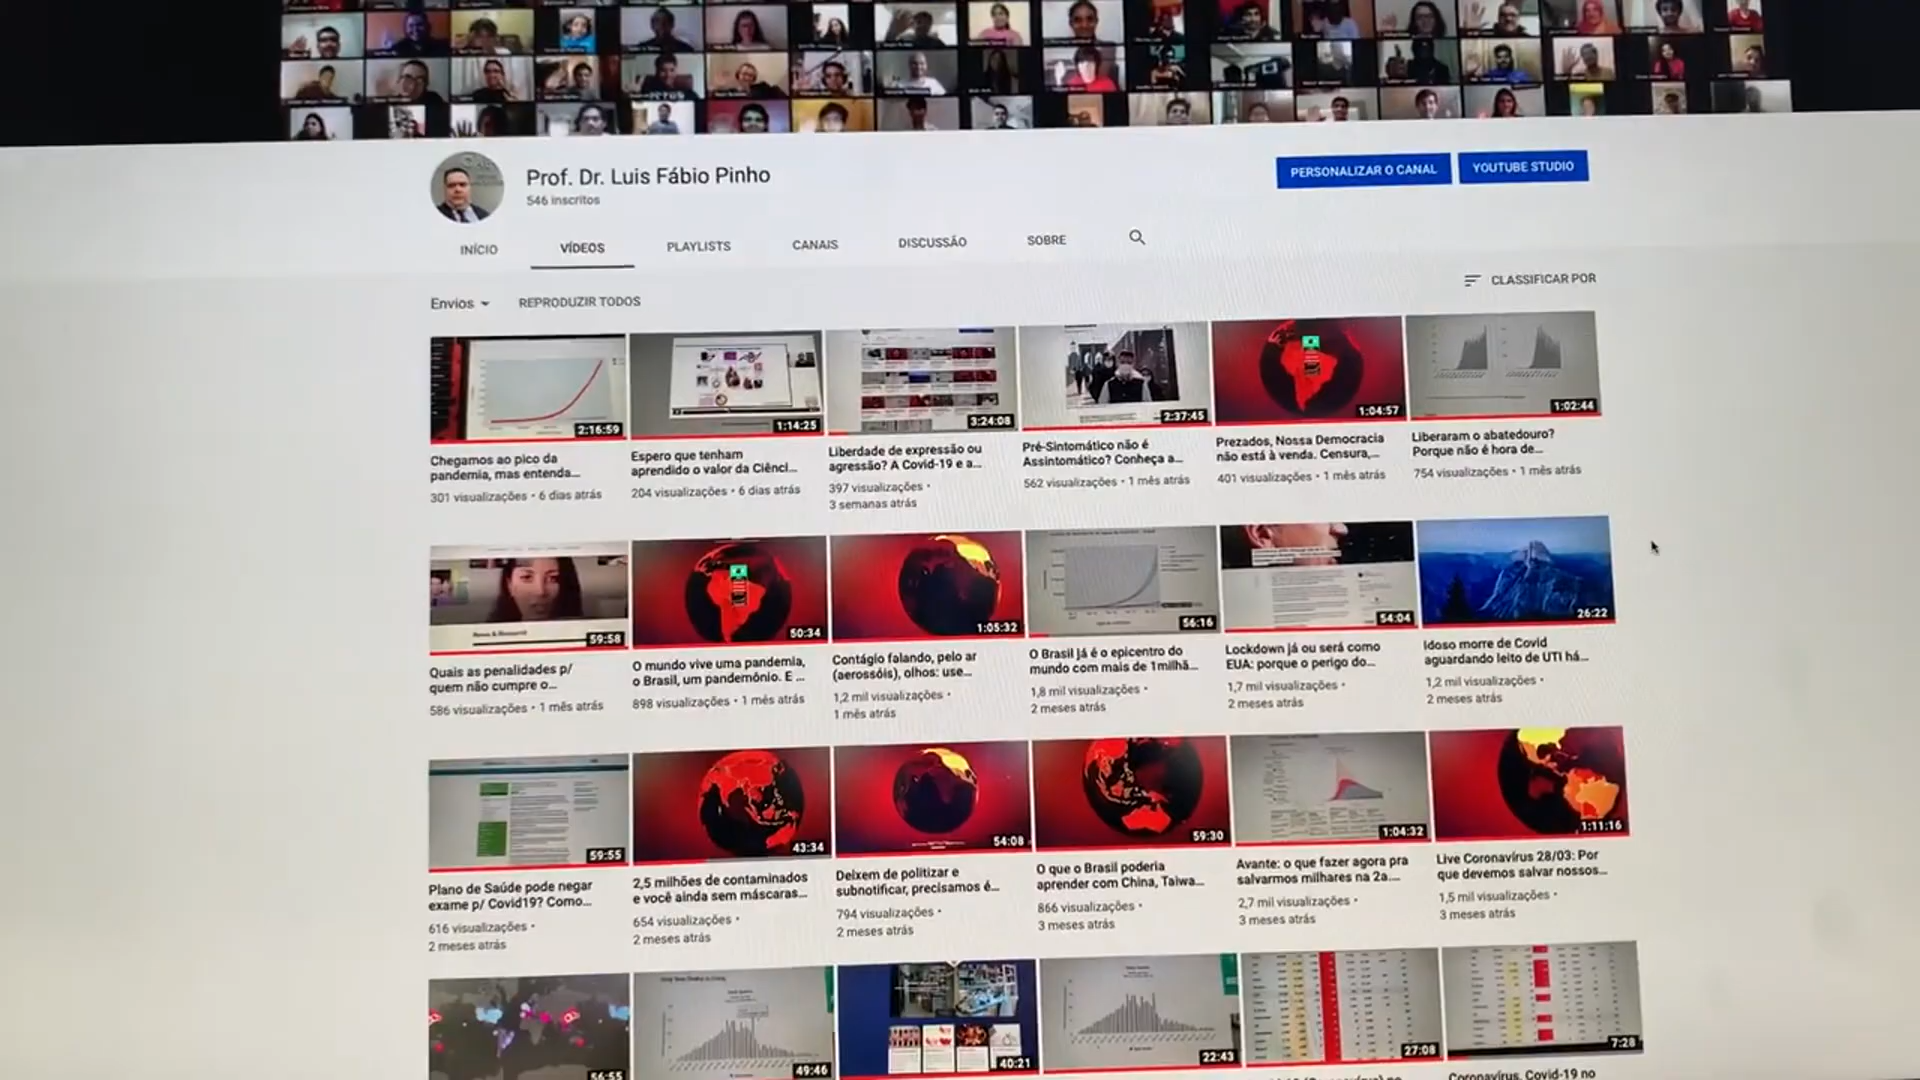 Prof. Dr. Luis Fábio Pinho
546 inscritos
PERSONALIZAR O CANAL
YOUTUBE STUDIO
INÍCIO
VÍDEOS
PLAYLISTS
CANAIS
DISCUSSÃO
SOBRE
Envios
REPRODUZIR TODOS
CLASSIFICAR POR
2:16:59
1:14:25
3:24:08
2:37:45
1:04:57
1:02:44
Chegamos ao pico da
pandemia, mas entenda...
301 visualizações • 6 dias atrás
Espero que tenham
aprendido o valor da Ciênci...
204 visualizações • 6 dias atrás
Liberdade de expressão ou
agressão? A Covid-19 e a...
397 visualizações •
3 semanas atrás
Pré-Sintomático não é
Assintomático? Conheça a...
562 visualizações • 1 mês atrás
Prezados, Nossa Democracia
não está à venda. Censura,...
401 visualizações • 1 mês atrás
Liberaram o abatedouro?
Porque não é hora de...
754 visualizações • 1 mês atrás
59:58
50:34
1:05:32
56:16
54:04
26:22
Quais as penalidades p/
quem não cumpre o...
586 visualizações • 1 mês atrás
O mundo vive uma pandemia,
o Brasil, um pandemônio. E ...
898 visualizações • 1 mês atrás
Contágio falando, pelo ar
(aerossóis), olhos: use...
1,2 mil visualizações •
1 mês atrás
O Brasil já é o epicentro do
mundo com mais de 1milhã...
1,8 mil visualizações •
2 meses atrás
Lockdown já ou será como
EUA: porque o perigo do...
1,7 mil visualizações •
2 meses atrás
Idoso morre de Covid
aguardando leito de UTI há...
1,2 mil visualizações •
2 meses atrás
59:55
43:34
54:08
59:30
1:04:32
1:11:16
Plano de Saúde pode negar
exame p/ Covid19? Como...
616 visualizações •
2 meses atrás
2,5 milhões de contaminados
e você ainda sem máscaras...
654 visualizações •
2 meses atrás
Deixem de politizar e
subnotificar, precisamos é...
794 visualizações •
2 meses atrás
O que o Brasil poderia
aprender com China, Taiwa...
866 visualizações •
3 meses atrás
Avante: o que fazer agora pra
salvarmos milhares na 2a....
2,7 mil visualizações •
3 meses atrás
Live Coronavírus 28/03: Por
que devemos salvar nossos...
1,5 mil visualizações •
3 meses atrás
56:55
49:46
40:21
22:43
27:08
7:28
Coronavírus, Covid-19 no